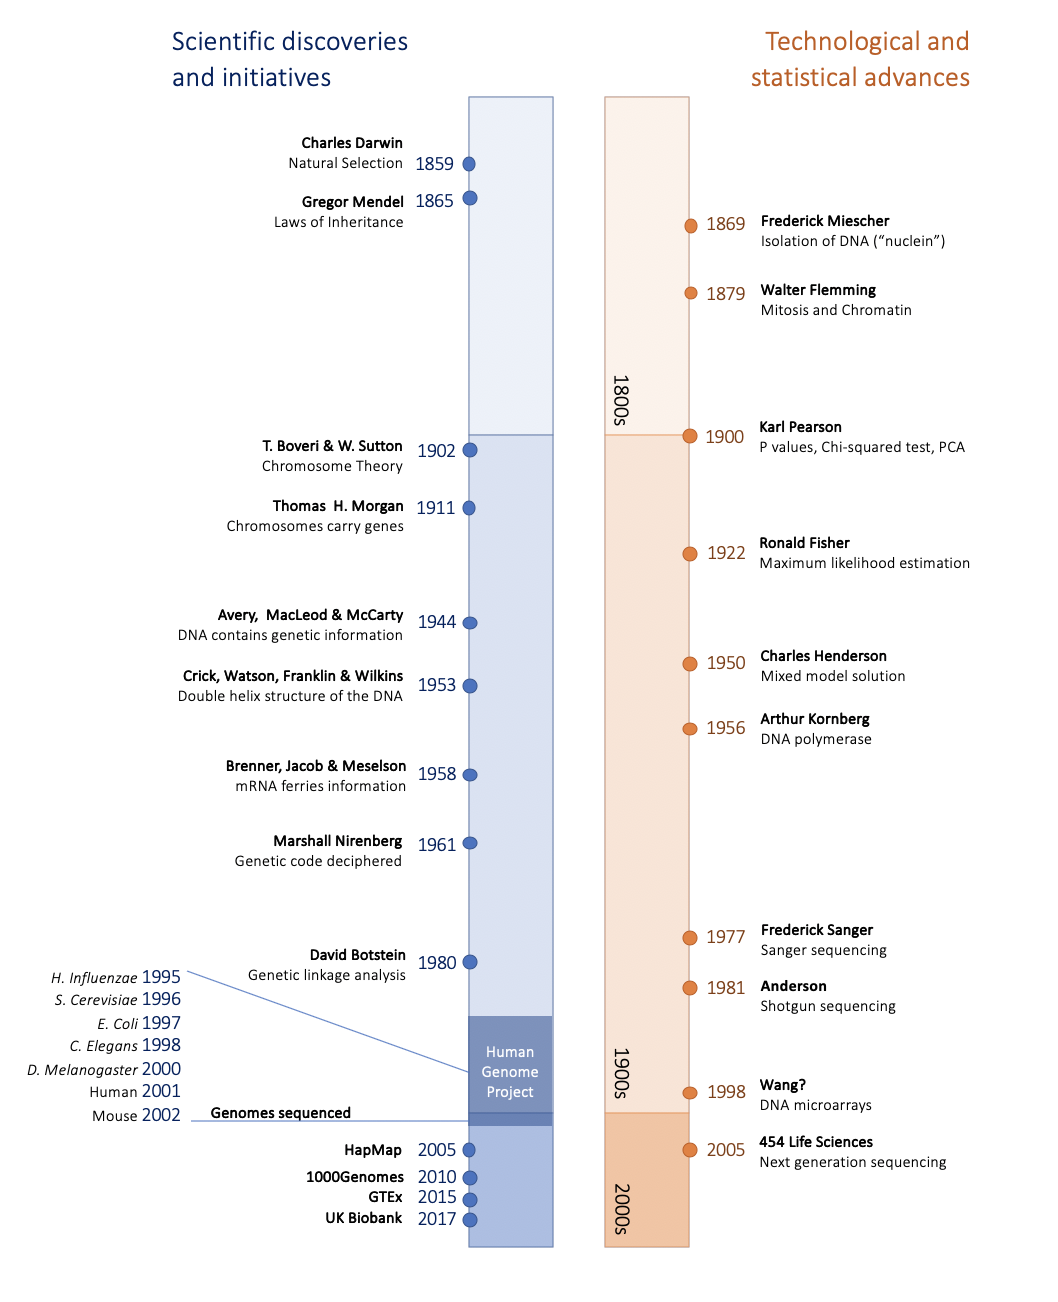 Scientific discoveries
and initiatives
Charles Darwin
Natural Selection
1859
Gregor Mendel
Laws of Inheritance
1865
T. Boveri & W. Sutton
Chromosome Theory
1902
Thomas H. Morgan
Chromosomes carry genes
1911
Avery, MacLeod & McCarty
DNA contains genetic information
1944
Crick, Watson, Franklin & Wilkins
Double helix structure of the DNA
1953
Brenner, Jacob & Meselson
mRNA ferries information
1958
Marshall Nirenberg
Genetic code deciphered
1961
David Botstein
Genetic linkage analysis
1980
H. Influenzae 1995
S. Cerevisiae 1996
E. Coli 1997
C. Elegans 1998
D. Melanogaster 2000
Human 2001
Mouse 2002
Genomes sequenced
Human
Genome
Project
HapMap 2005
1000Genomes 2010
GTEx 2015
UK Biobank 2017
Technological and
statistical advances
1869
Frederick Miescher
Isolation of DNA (“nuclein”)
1879
Walter Flemming
Mitosis and Chromatin
1800s
1900
Karl Pearson
P values, Chi-squared test, PCA
1922
Ronald Fisher
Maximum likelihood estimation
1950
Charles Henderson
Mixed model solution
1956
Arthur Kornberg
DNA polymerase
1977
Frederick Sanger
Sanger sequencing
1981
Anderson
Shotgun sequencing
1900s
1998
Wang?
DNA microarrays
2005
454 Life Sciences
Next generation sequencing
2000s